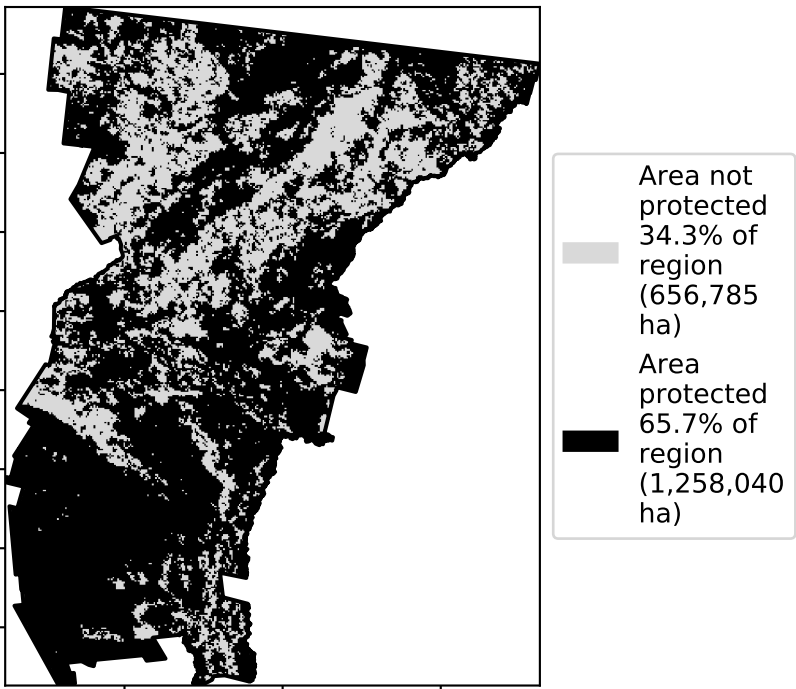 Area not
protected
34.3% of
region
(656,785
ha)
Area
protected
65.7% of
region
(1,258,040
ha)